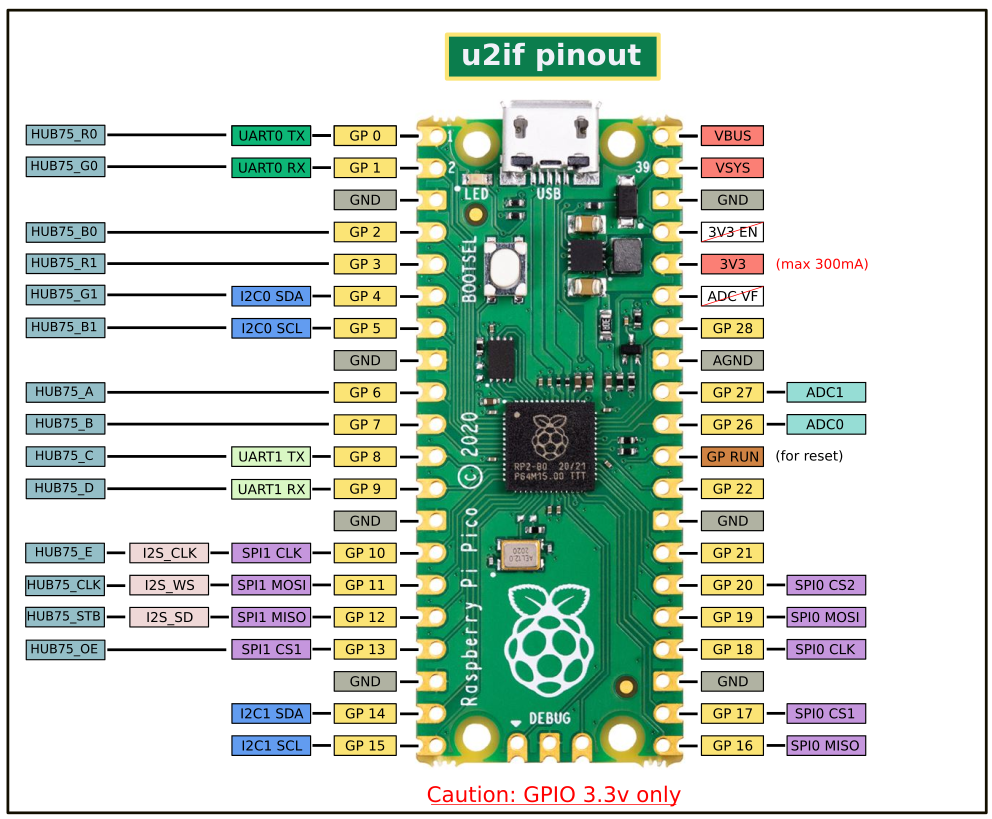 u2if pinout
HUB75_R0 UART0 TX GP 0 1 VBUS
HUB75_G0 UART0 RX GP 1 2 39 VSYS
LED USB
GND GND
HUB75_B0 GP 2 3V3 EN
HUB75_R1 GP 3 3V3 (max 300mA)
BOOTSEL
HUB75_G1 I2C0 SDA GP 4 ADC VF
HUB75_B1 I2C0 SCL GP 5 GP 28
GND AGND
HUB75_A GP 6 GP 27 ADC1
HUB75_B GP 7 GP 26 ADC0
HUB75_C UART1 TX GP 8 GP RUN (for reset)
RP2-B0 20/21
P64M15.00 TTT
HUB75_D UART1 RX GP 9 GP 22
GND GND
Raspberry Pi Pico © 2020
HUB75_E I2S_CLK SPI1 CLK GP 10 GP 21
HUB75_CLK I2S_WS SPI1 MOSI GP 11 GP 20 SPI0 CS2
HUB75_STB I2S_SD SPI1 MISO GP 12 GP 19 SPI0 MOSI
HUB75_OE SPI1 CS1 GP 13 GP 18 SPI0 CLK
GND GND
I2C1 SDA GP 14 GP 17 SPI0 CS1
DEBUG
I2C1 SCL GP 15 GP 16 SPI0 MISO
Caution: GPIO 3.3v only